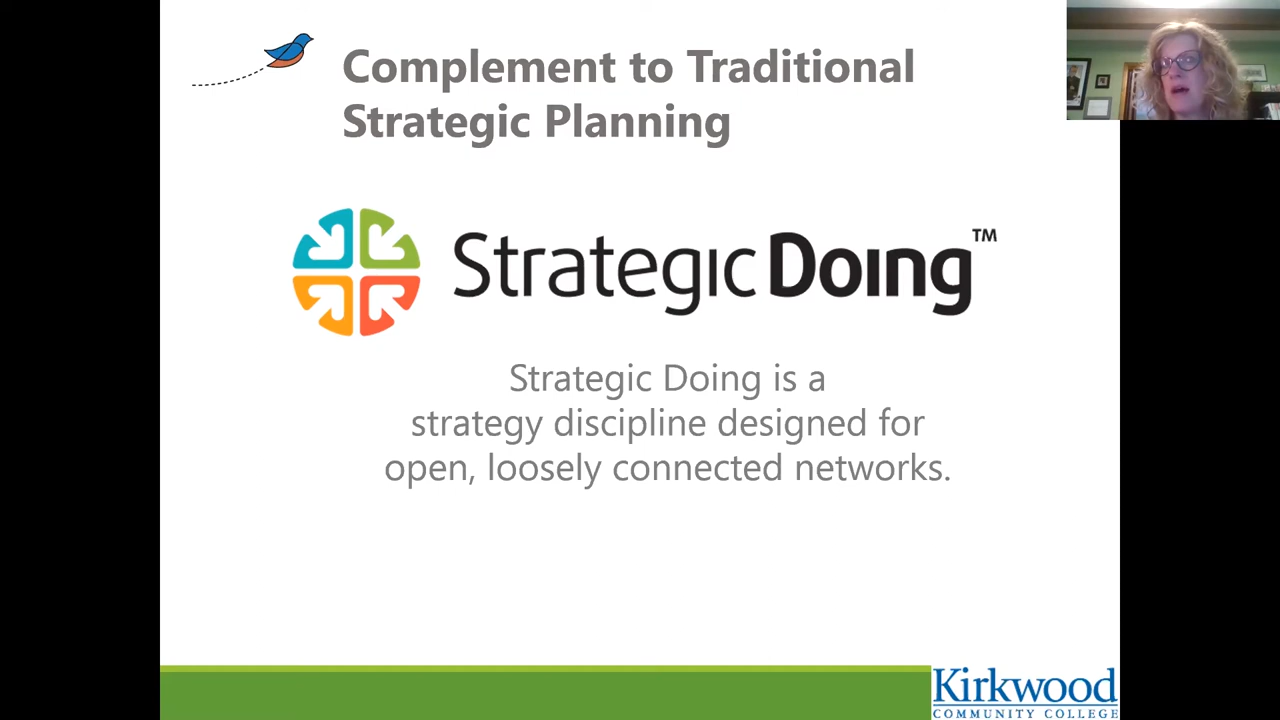 Complement to Traditional
Strategic Planning
StrategicDoing™
Strategic Doing is a
strategy discipline designed for
open, loosely connected networks.
Kirkwood
COMMUNITY COLLEGE